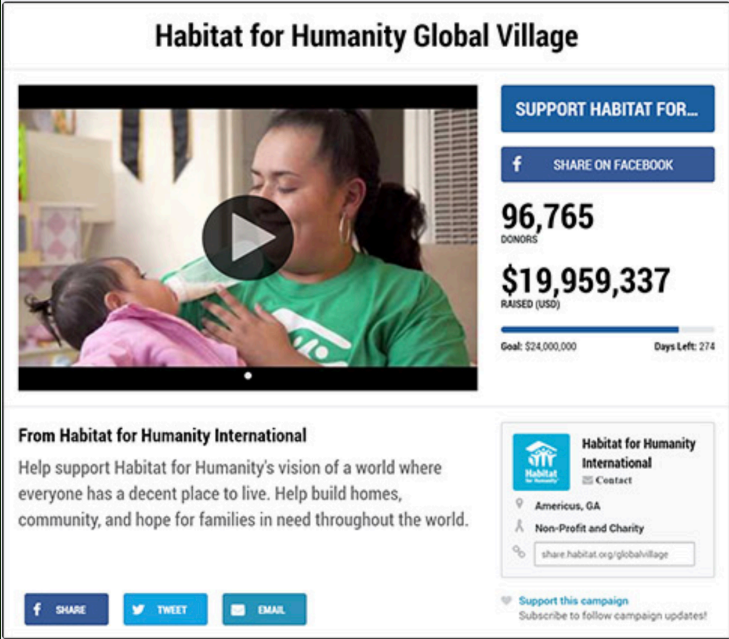 Habitat for Humanity Global Village
SUPPORT HABITAT FOR...
SHARE ON FACEBOOK
96,765
DONORS
$19,959,337
RAISED (USD)
Goal: $24,000,000
Days Left: 274
From Habitat for Humanity International
Help support Habitat for Humanity's vision of a world where
everyone has a decent place to live. Help build homes,
community, and hope for families in need throughout the world.
SHARE
TWEET
EMAIL
Habitat
for Humanity
Habitat for Humanity
International
Contact
Americus, GA
Non-Profit and Charity
share.habitat.org/globalvillage
Support this campaign
Subscribe to follow campaign updates!